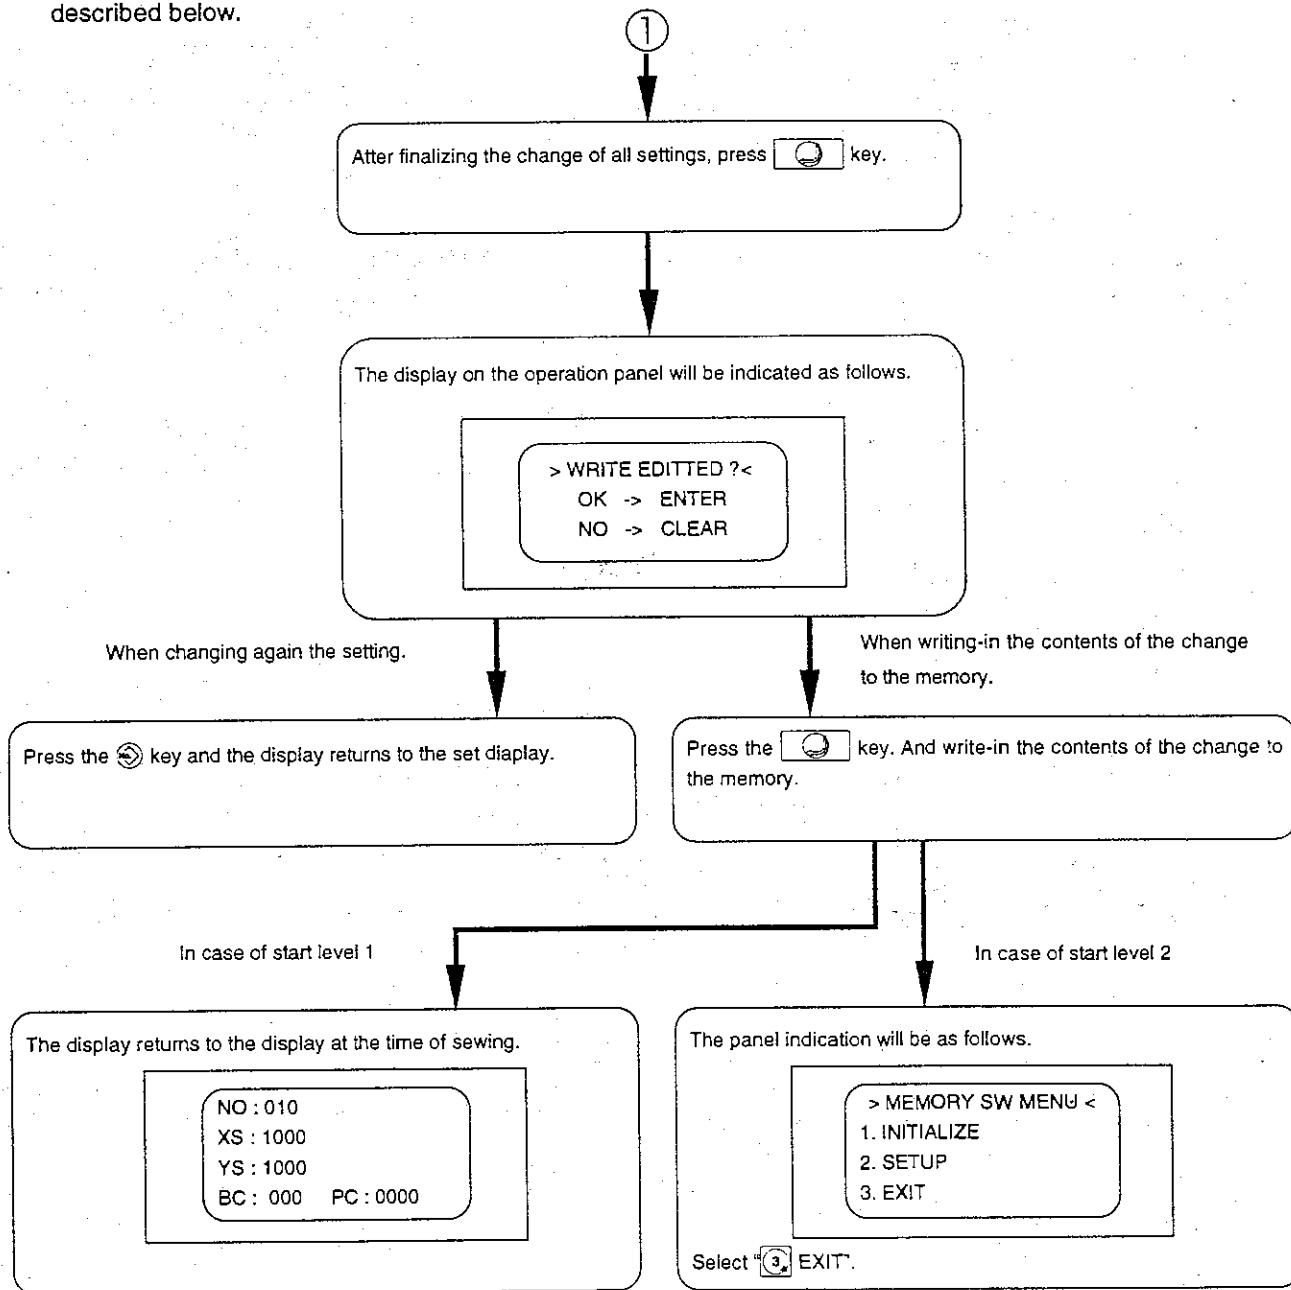 described below.
1
After finalizing the change of all settings, press key.
The display on the operation panel will be indicated as follows.
> WRITE EDITTED ?<
OK -> ENTER
NO -> CLEAR
When changing again the setting.
When writing-in the contents of the change
to the memory.
Press the key and the display returns to the set diaplay.
Press the key. And write-in the contents of the change to
the memory.
In case of start level 1
In case of start level 2
The display returns to the display at the time of sewing.
NO : 010
XS : 1000
YS : 1000
BC : 000 PC : 0000
The panel indication will be as follows.
> MEMORY SW MENU <
1. INITIALIZE
2. SETUP
3. EXIT
Select "3 EXIT".